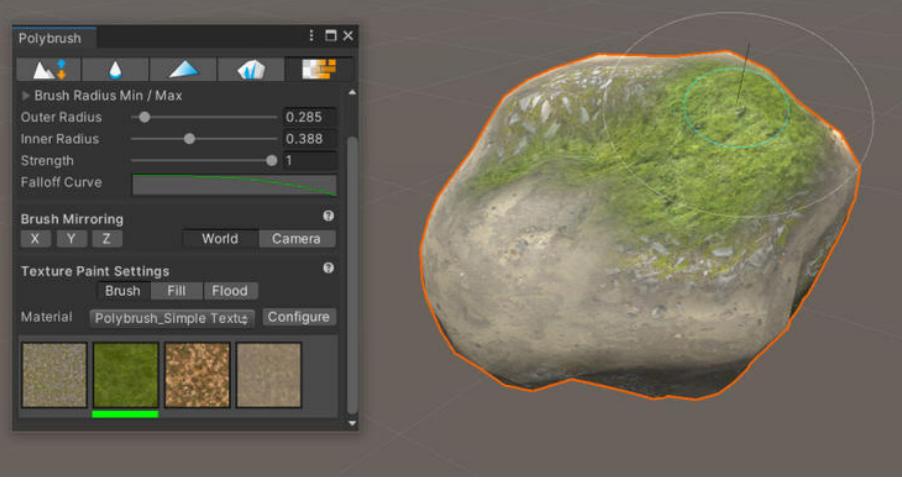 Polybrush
Brush Radius Min / Max
Outer Radius 0.285
Inner Radius 0.388
Strength 1
Falloff Curve
Brush Mirroring
X Y Z World Camera
Texture Paint Settings
Brush Fill Flood
Material Polybrush_Simple Textu Configure